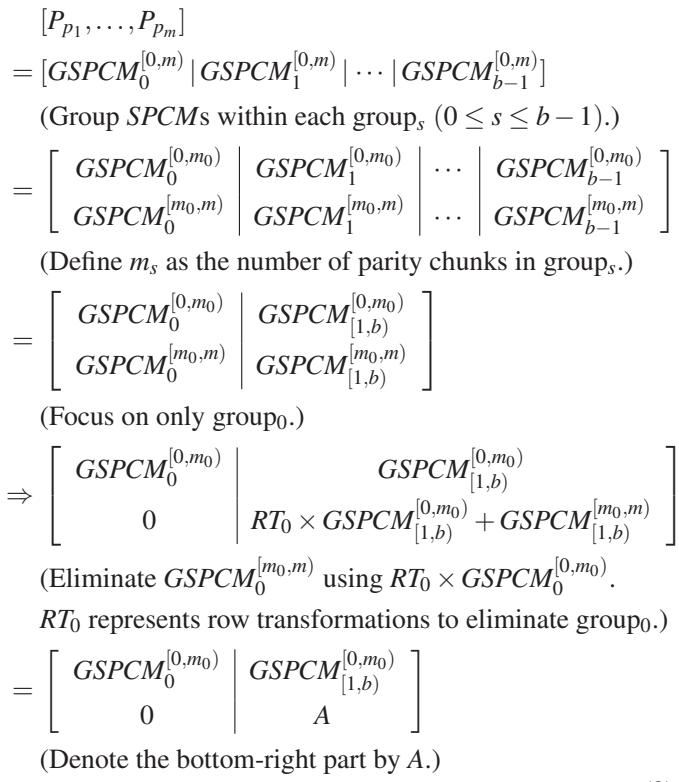 [P_{p_1}, …, P_{p_m}]
= [GSPCM_0^{[0,m)} | GSPCM_1^{[0,m)} | ⋯ | GSPCM_{b−1}^{[0,m)}]
(Group SPCMs within each group_s (0 ≤ s ≤ b − 1).)
= [ GSPCM_0^{[0,m_0)} | GSPCM_1^{[0,m_0)} | ⋯ | GSPCM_{b−1}^{[0,m_0)}
GSPCM_0^{[m_0,m)} | GSPCM_1^{[m_0,m)} | ⋯ | GSPCM_{b−1}^{[m_0,m)} ]
(Define m_s as the number of parity chunks in group_s.)
= [ GSPCM_0^{[0,m_0)} | GSPCM_{[1,b)}^{[0,m_0)}
GSPCM_0^{[m_0,m)} | GSPCM_{[1,b)}^{[m_0,m)} ]
(Focus on only group_0.)
⇒ [ GSPCM_0^{[0,m_0)} | GSPCM_{[1,b)}^{[0,m_0)}
0 | RT_0 × GSPCM_{[1,b)}^{[0,m_0)} + GSPCM_{[1,b)}^{[m_0,m)} ]
(Eliminate GSPCM_0^{[m_0,m)} using RT_0 × GSPCM_0^{[0,m_0)}.
RT_0 represents row transformations to eliminate group_0.)
= [ GSPCM_0^{[0,m_0)} | GSPCM_{[1,b)}^{[0,m_0)}
0 | A ]
(Denote the bottom-right part by A.)